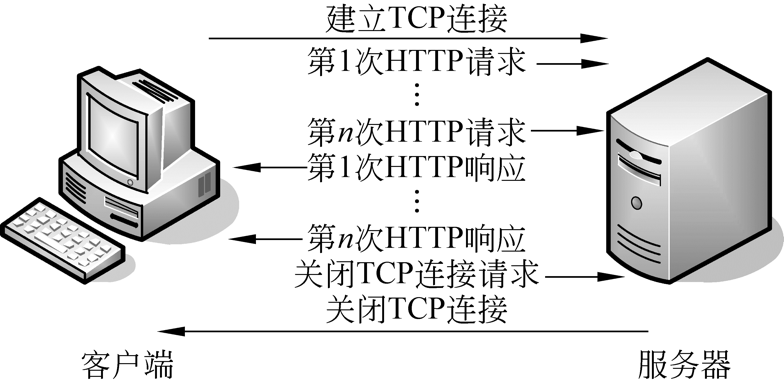 建立TCP连接
第1次HTTP请求
⋮
第n次HTTP请求
第1次HTTP响应
⋮
第n次HTTP响应
关闭TCP连接请求
关闭TCP连接
客户端
服务器